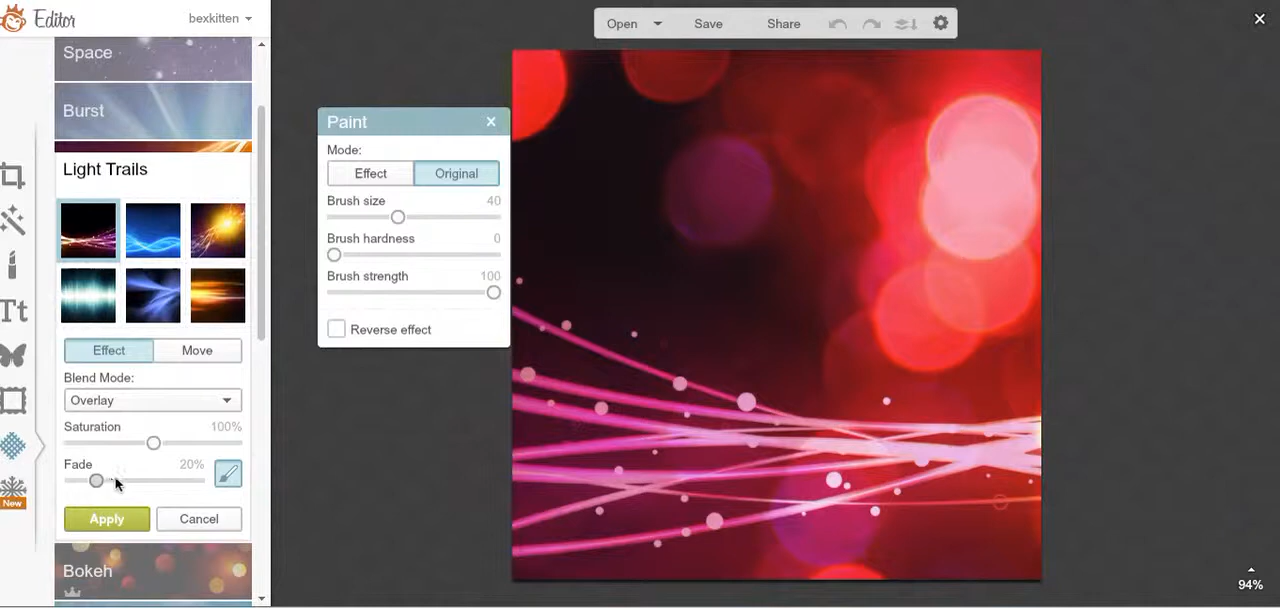 Editor
bexkitten
Open
Save
Share
Space
Burst
Light Trails
Effect
Move
Blend Mode:
Overlay
Saturation
100%
Fade
20%
Apply
Cancel
Bokeh
Tt
New
Paint
Mode:
Effect
Original
Brush size
40
Brush hardness
0
Brush strength
100
Reverse effect
94%